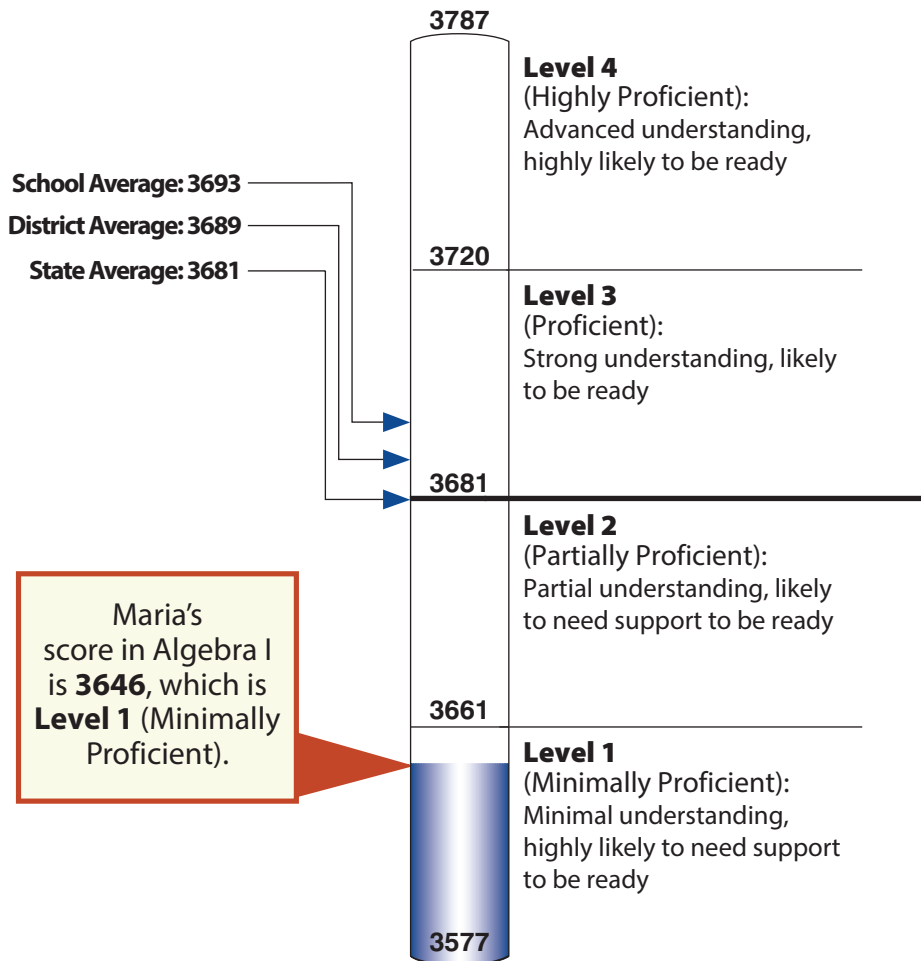 3787
Level 4
(Highly Proficient):
Advanced understanding,
highly likely to be ready
School Average: 3693
District Average: 3689
State Average: 3681
3720
Level 3
(Proficient):
Strong understanding, likely
to be ready
3681
Level 2
(Partially Proficient):
Partial understanding, likely
to need support to be ready
Maria’s
score in Algebra I
is 3646, which is
Level 1 (Minimally
Proficient).
3661
Level 1
(Minimally Proficient):
Minimal understanding,
highly likely to need support
to be ready
3577